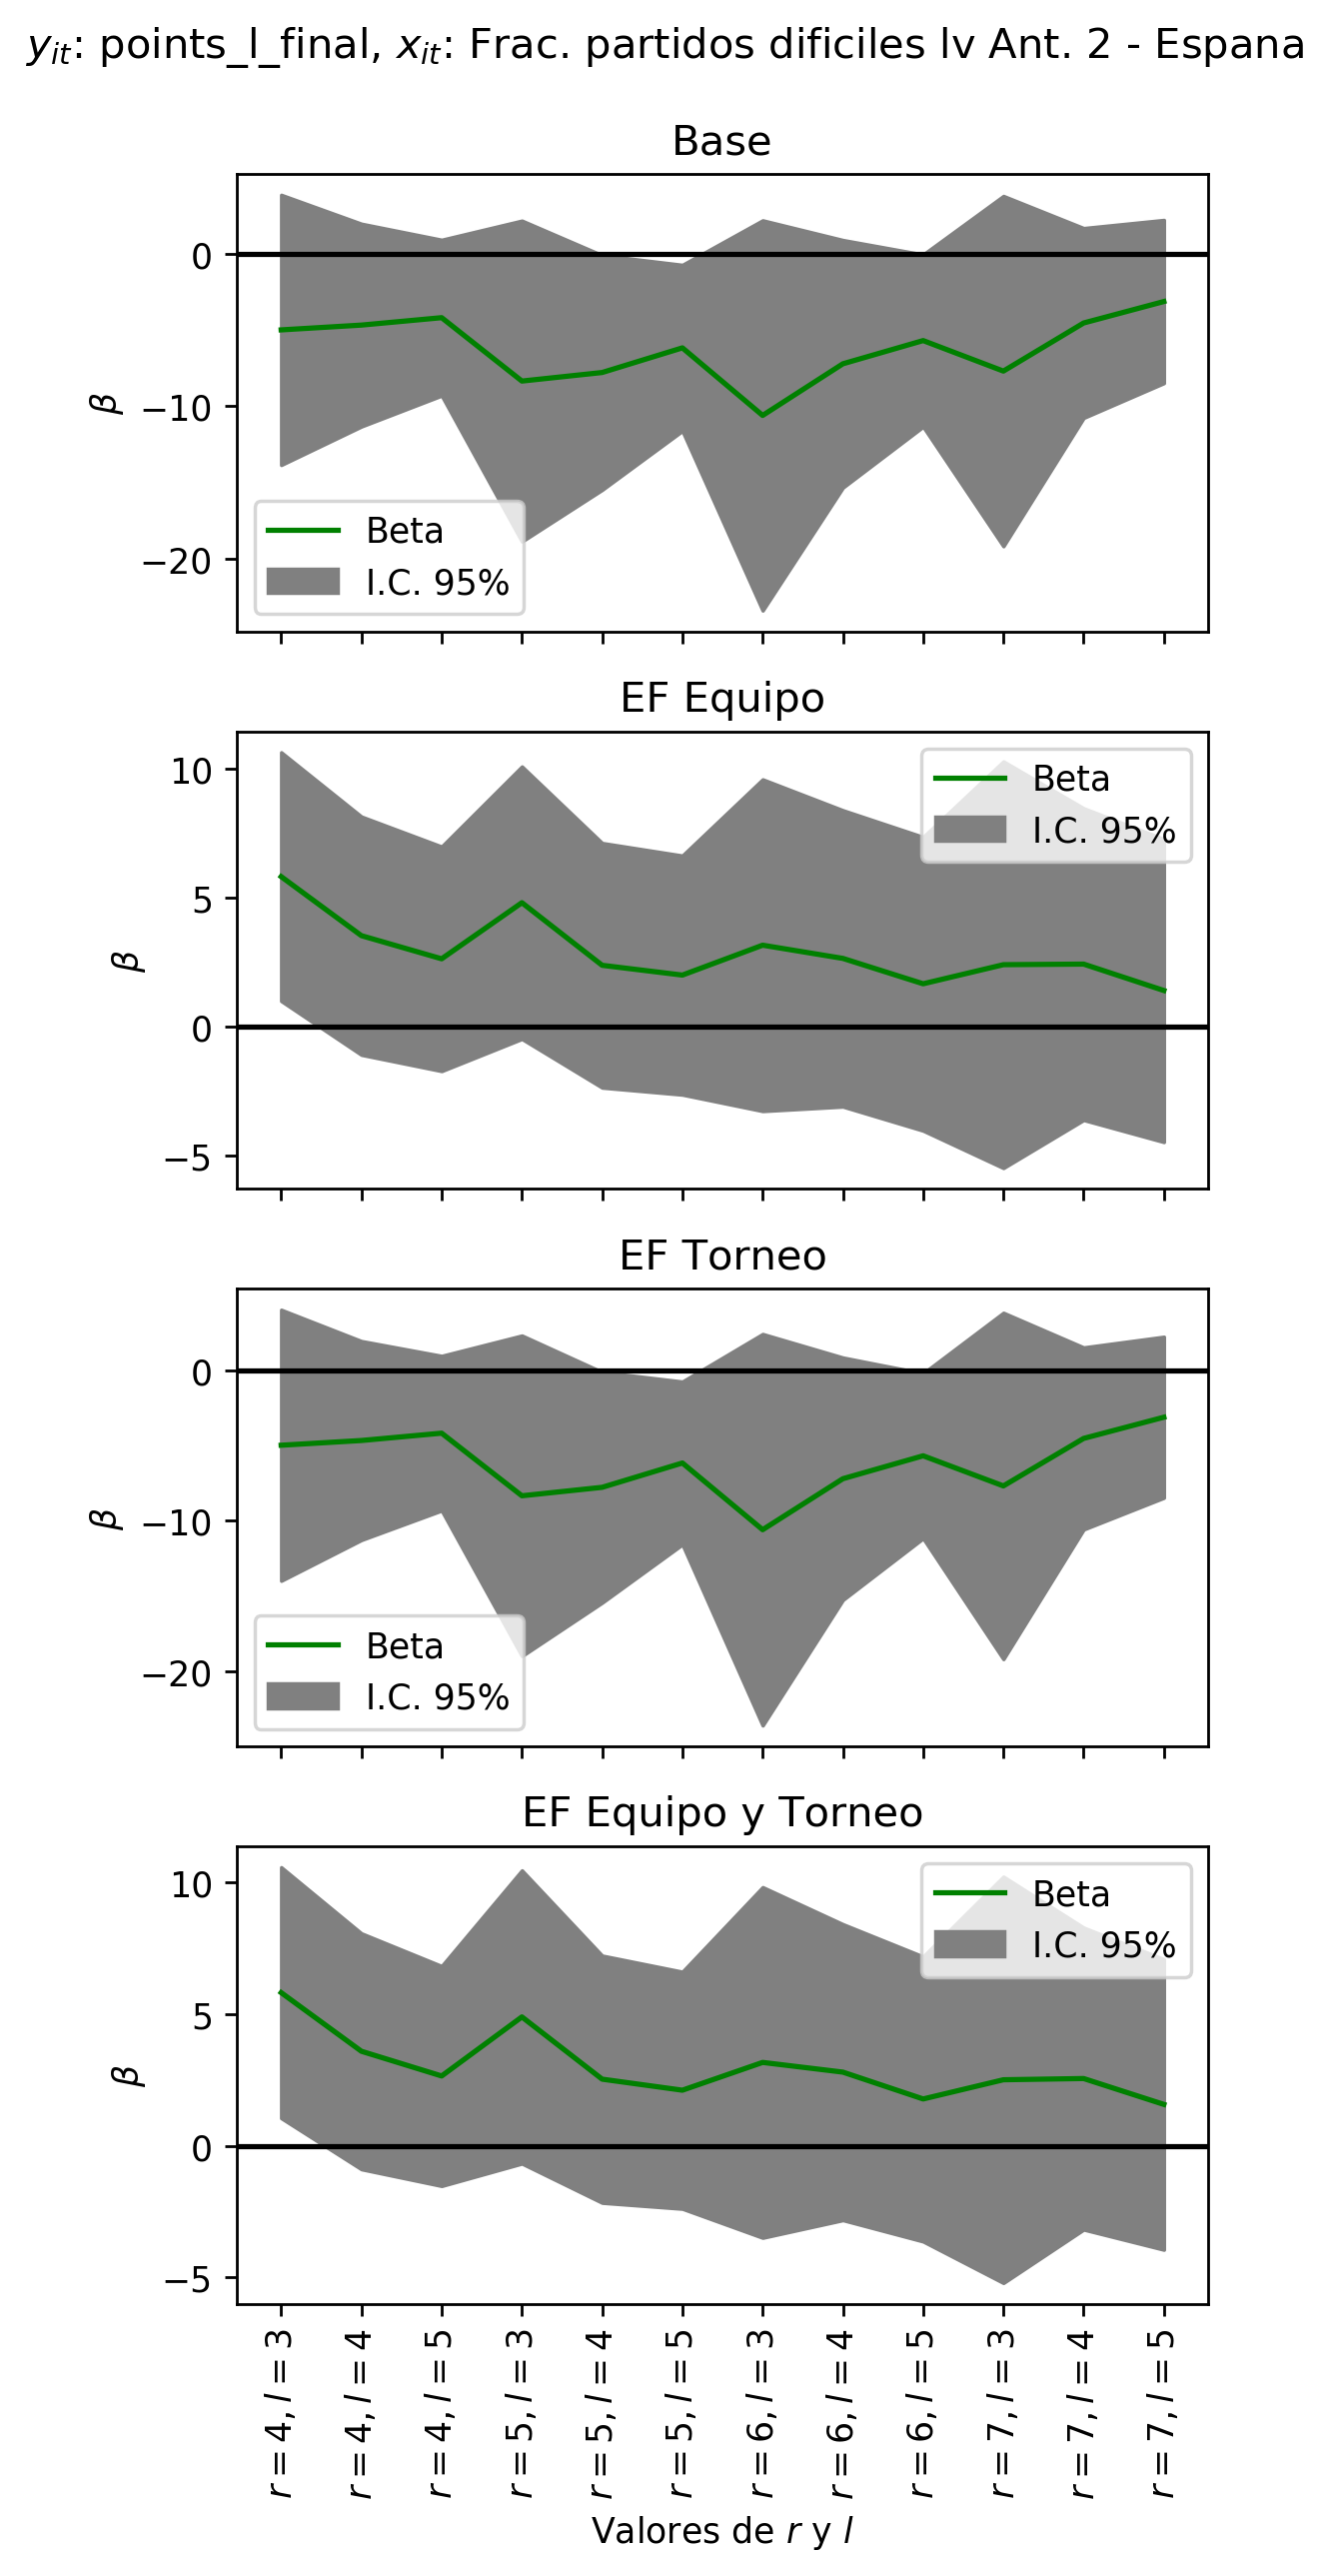 y_it: points_l_final, x_it: Frac. partidos dificiles lv Ant. 2 - Espana
Base
0
−10
−20
β
Beta
I.C. 95%
EF Equipo
10
5
0
−5
β
Beta
I.C. 95%
EF Torneo
0
−10
−20
β
Beta
I.C. 95%
EF Equipo y Torneo
10
5
0
−5
β
Beta
I.C. 95%
r = 4, l = 3
r = 4, l = 4
r = 4, l = 5
r = 5, l = 3
r = 5, l = 4
r = 5, l = 5
r = 6, l = 3
r = 6, l = 4
r = 6, l = 5
r = 7, l = 3
r = 7, l = 4
r = 7, l = 5
Valores de r y l